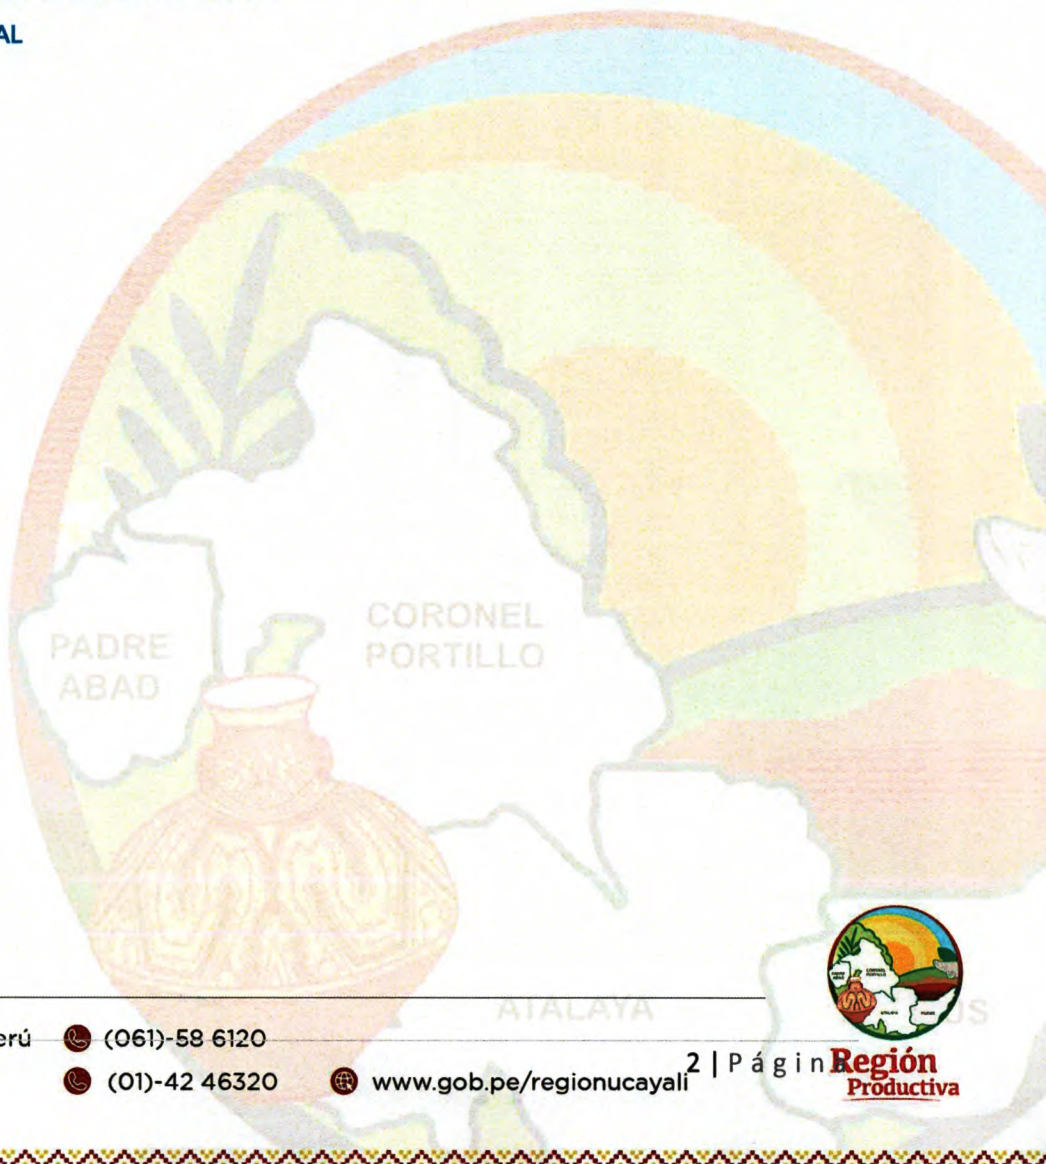 AL
CORONEL
PORTILLO
PADRE
ABAD
ATALAYA
US
erú (061)-58 6120
(01)-42 46320 www.gob.pe/regionucayali 2 | Págin
Región
Productiva